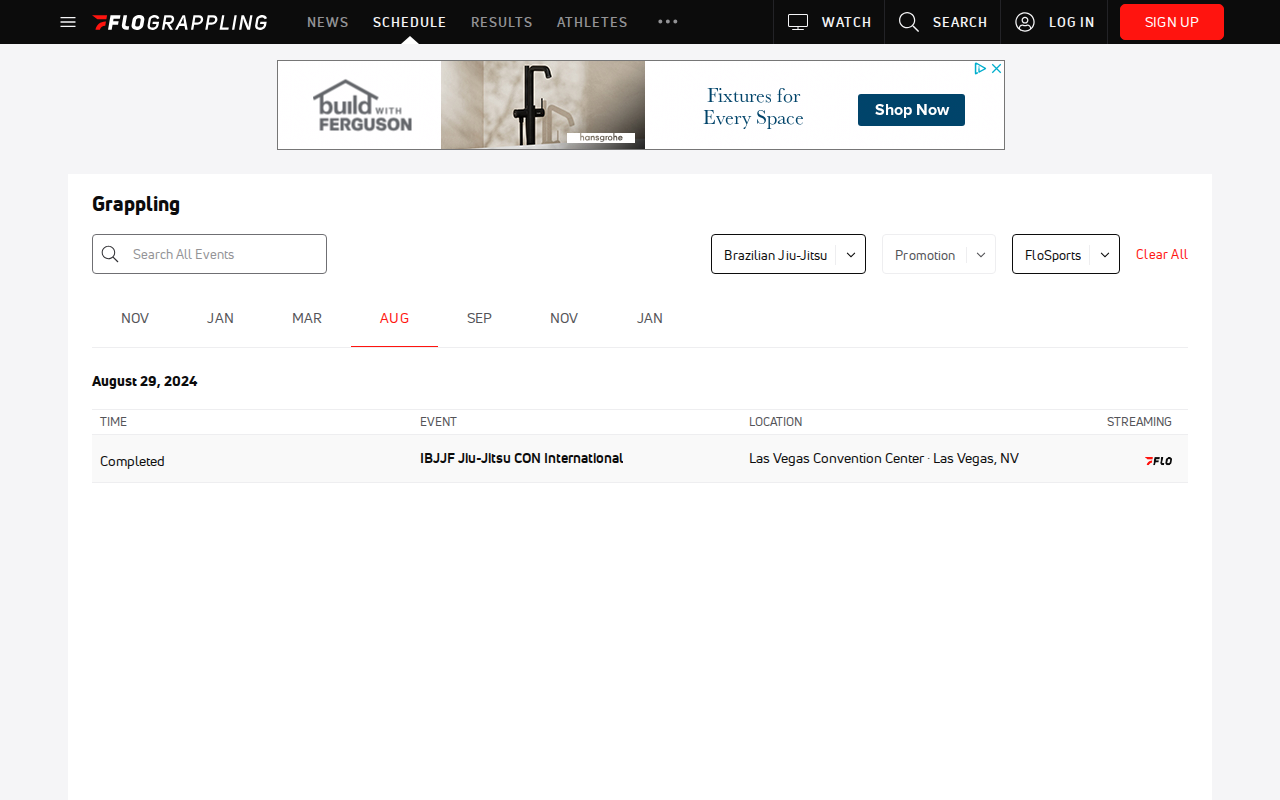 FLOGRAPPLING NEWS SCHEDULE RESULTS ATHLETES ••• WATCH SEARCH LOG IN SIGN UP
build WITH FERGUSON
hansgrohe
Fixtures for
Every Space
Shop Now
Grappling
Search All Events
Brazilian Jiu-Jitsu Promotion FloSports Clear All
NOV JAN MAR AUG SEP NOV JAN
August 29, 2024
TIME EVENT LOCATION STREAMING
Completed IBJJF Jiu-Jitsu CON International Las Vegas Convention Center · Las Vegas, NV FLO